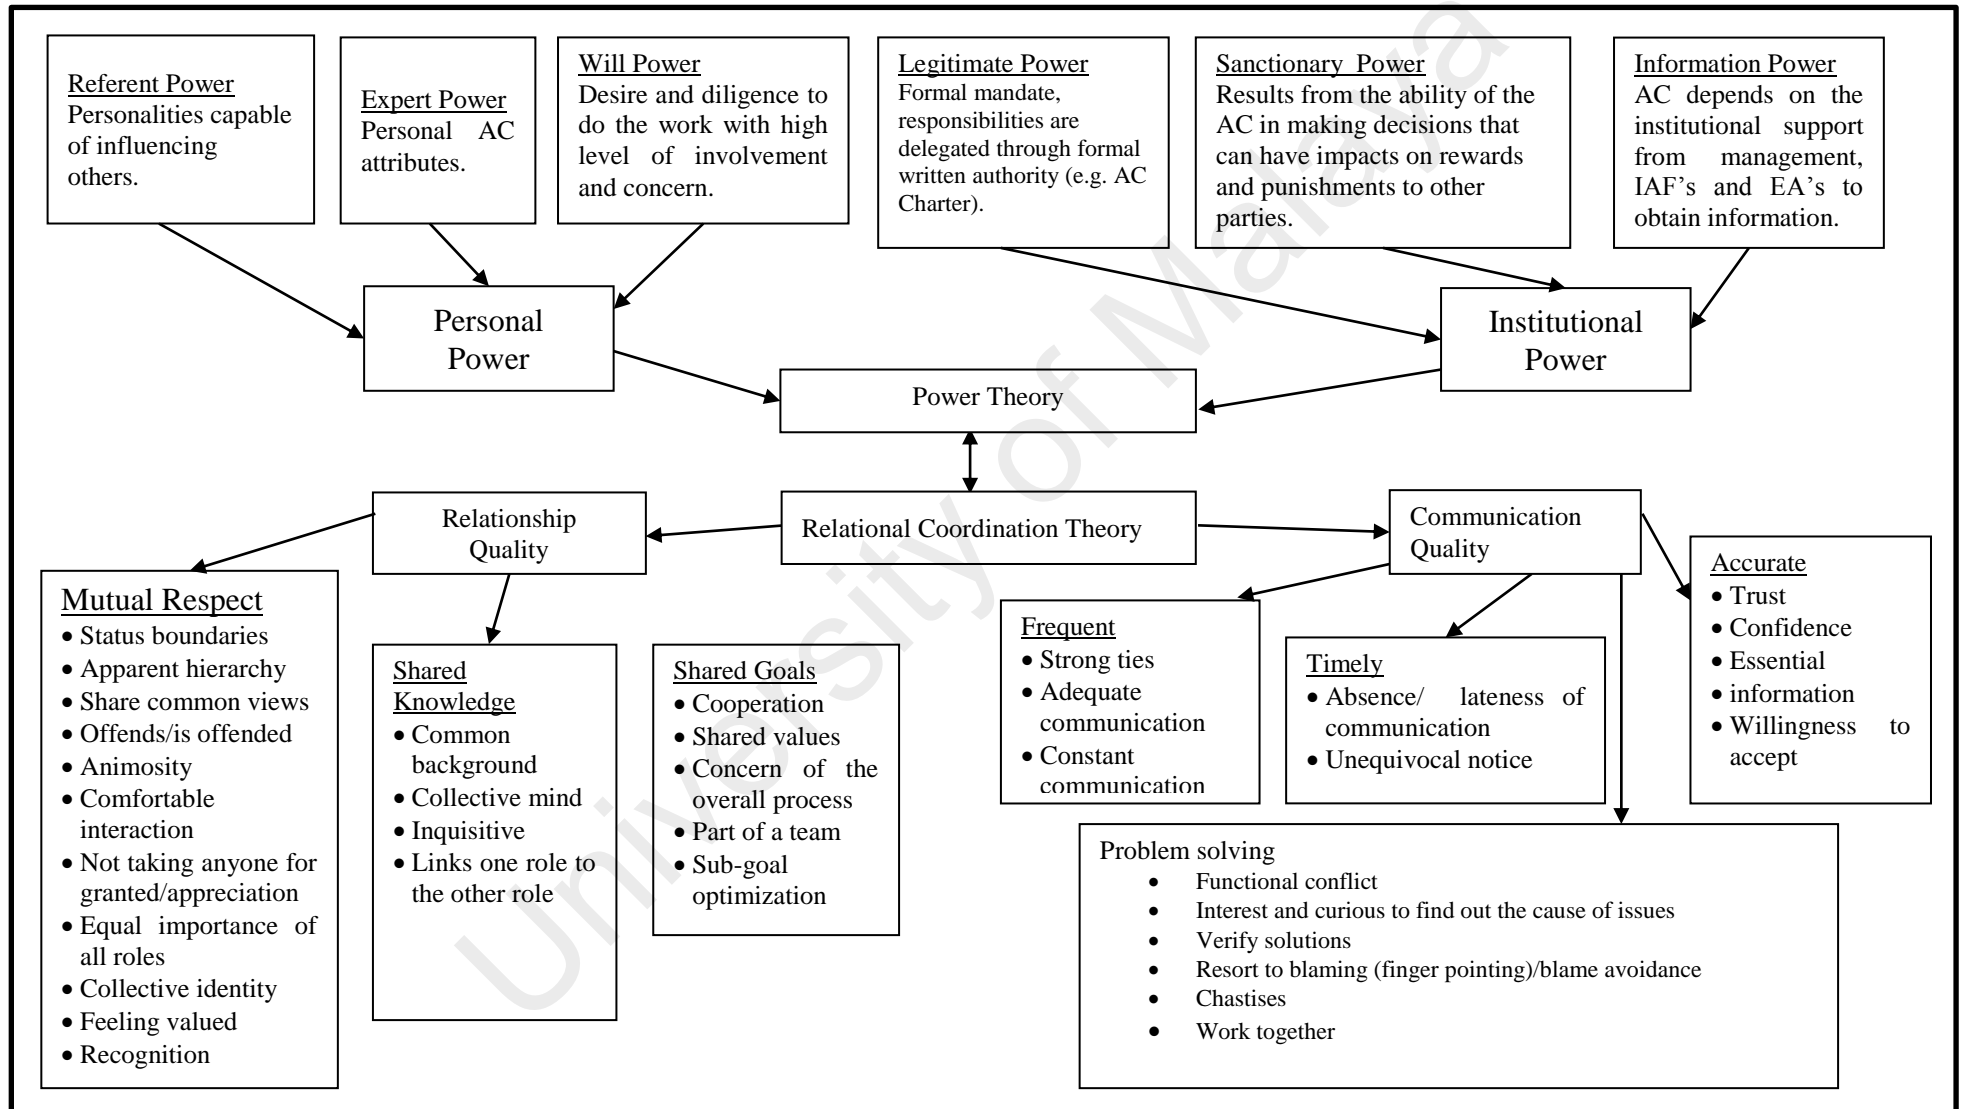 Referent Power
Personalities capable
of influencing
others.
Expert Power
Personal AC
attributes.
Will Power
Desire and diligence to
do the work with high
level of involvement
and concern.
Legitimate Power
Formal mandate,
responsibilities are
delegated through formal
written authority (e.g. AC
Charter).
Sanctionary Power
Results from the ability of the
AC in making decisions that
can have impacts on rewards
and punishments to other
parties.
Information Power
AC depends on the
institutional support
from management,
IAF's and EA's to
obtain information.
Personal
Power
Institutional
Power
Power Theory
Relationship
Quality
Relational Coordination Theory
Communication
Quality
Mutual Respect
• Status boundaries
• Apparent hierarchy
• Share common views
• Offends/is offended
• Animosity
• Comfortable
interaction
• Not taking anyone for
granted/appreciation
• Equal importance of
all roles
• Collective identity
• Feeling valued
• Recognition
Shared
Knowledge
• Common
background
• Collective mind
• Inquisitive
• Links one role to
the other role
Shared Goals
• Cooperation
• Shared values
• Concern of the
overall process
• Part of a team
• Sub-goal
optimization
Frequent
• Strong ties
• Adequate
communication
• Constant
communication
Timely
• Absence/ lateness of
communication
• Unequivocal notice
Accurate
• Trust
• Confidence
• Essential
• information
• Willingness to
accept
Problem solving
• Functional conflict
• Interest and curious to find out the cause of issues
• Verify solutions
• Resort to blaming (finger pointing)/blame avoidance
• Chastises
• Work together
University of Malaya